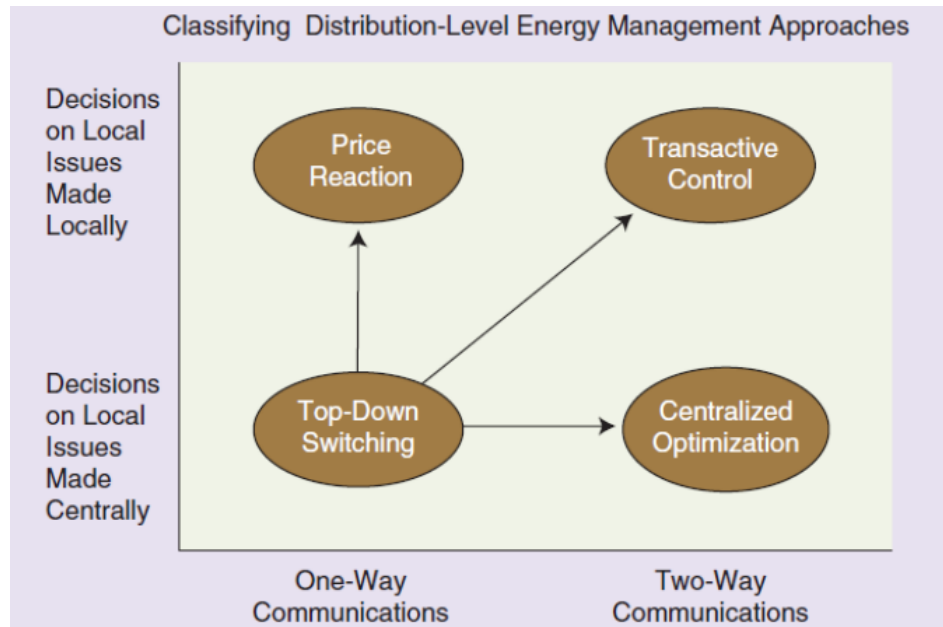 Classifying Distribution-Level Energy Management Approaches
Decisions
on Local
Issues
Made
Locally
Price
Reaction
Transactive
Control
Decisions
on Local
Issues
Made
Centrally
Top-Down
Switching
Centralized
Optimization
One-Way
Communications
Two-Way
Communications